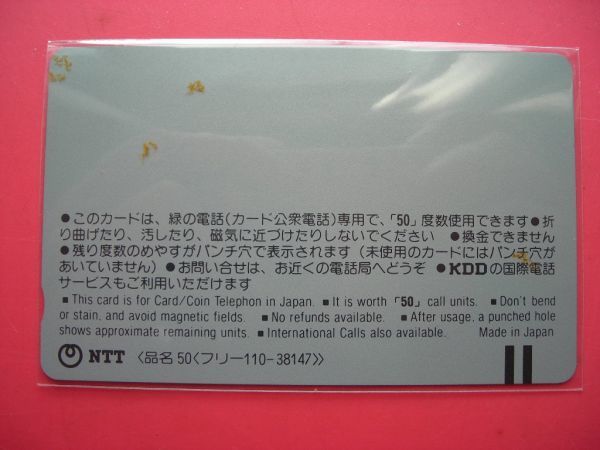 ●このカードは、緑の電話(カード公衆電話)専用で、「50」度数使用できます●折
り曲げたり、汚したり、磁気に近づけたりしないでください ●換金できません
●残り度数のめやすがパンチ穴で表示されます(未使用のカードにはパンチ穴が
あいていません)●お問い合せは、お近くの電話局へどうぞ ●KDDの国際電話
サービスもご利用いただけます
■ This card is for Card/Coin Telephon in Japan. ■ It is worth 「50」 call units. ■ Don't bend
or stain, and avoid magnetic fields. ■ No refunds available. ■ After usage, a punched hole
shows approximate remaining units. ■ International Calls also available. Made in Japan
NTT 〈品名 50〈フリー110-38147〉〉